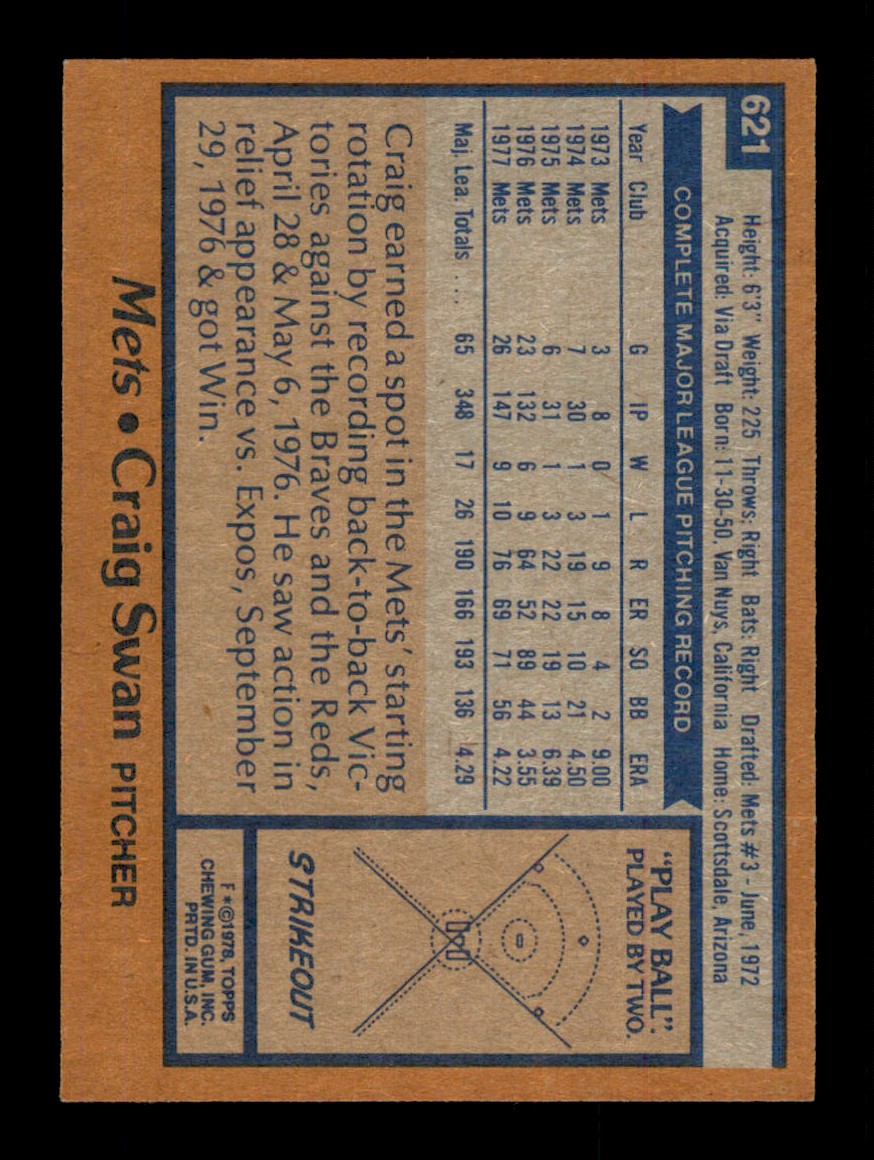 621
Height: 6'3" Weight: 225 Throws: Right Bats: Right Drafted: Mets #3 - June, 1972
Acquired: Via Draft Born: 11-30-50, Van Nuys, California Home: Scottsdale, Arizona
COMPLETE MAJOR LEAGUE PITCHING RECORD
Year Club G IP W L R ER SO BB ERA
1973 Mets 3 8 0 1 9 8 4 2 9.00
1974 Mets 7 30 1 3 19 15 10 21 4.50
1975 Mets 6 31 1 3 22 22 19 13 6.39
1976 Mets 23 132 6 9 64 52 89 44 3.55
1977 Mets 26 147 9 10 76 69 71 56 4.22
Maj. Lea. Totals ... 65 348 17 26 190 166 193 136 4.29
Craig earned a spot in the Mets' starting
rotation by recording back-to-back Vic-
tories against the Braves and the Reds,
April 28 & May 6, 1976. He saw action in
relief appearance vs. Expos, September
29, 1976 & got Win.
"PLAY BALL".
PLAYED BY TWO.
STRIKEOUT
F*©1978, TOPPS
CHEWING GUM, INC.
PRTD. IN U.S.A.
Mets • Craig Swan PITCHER